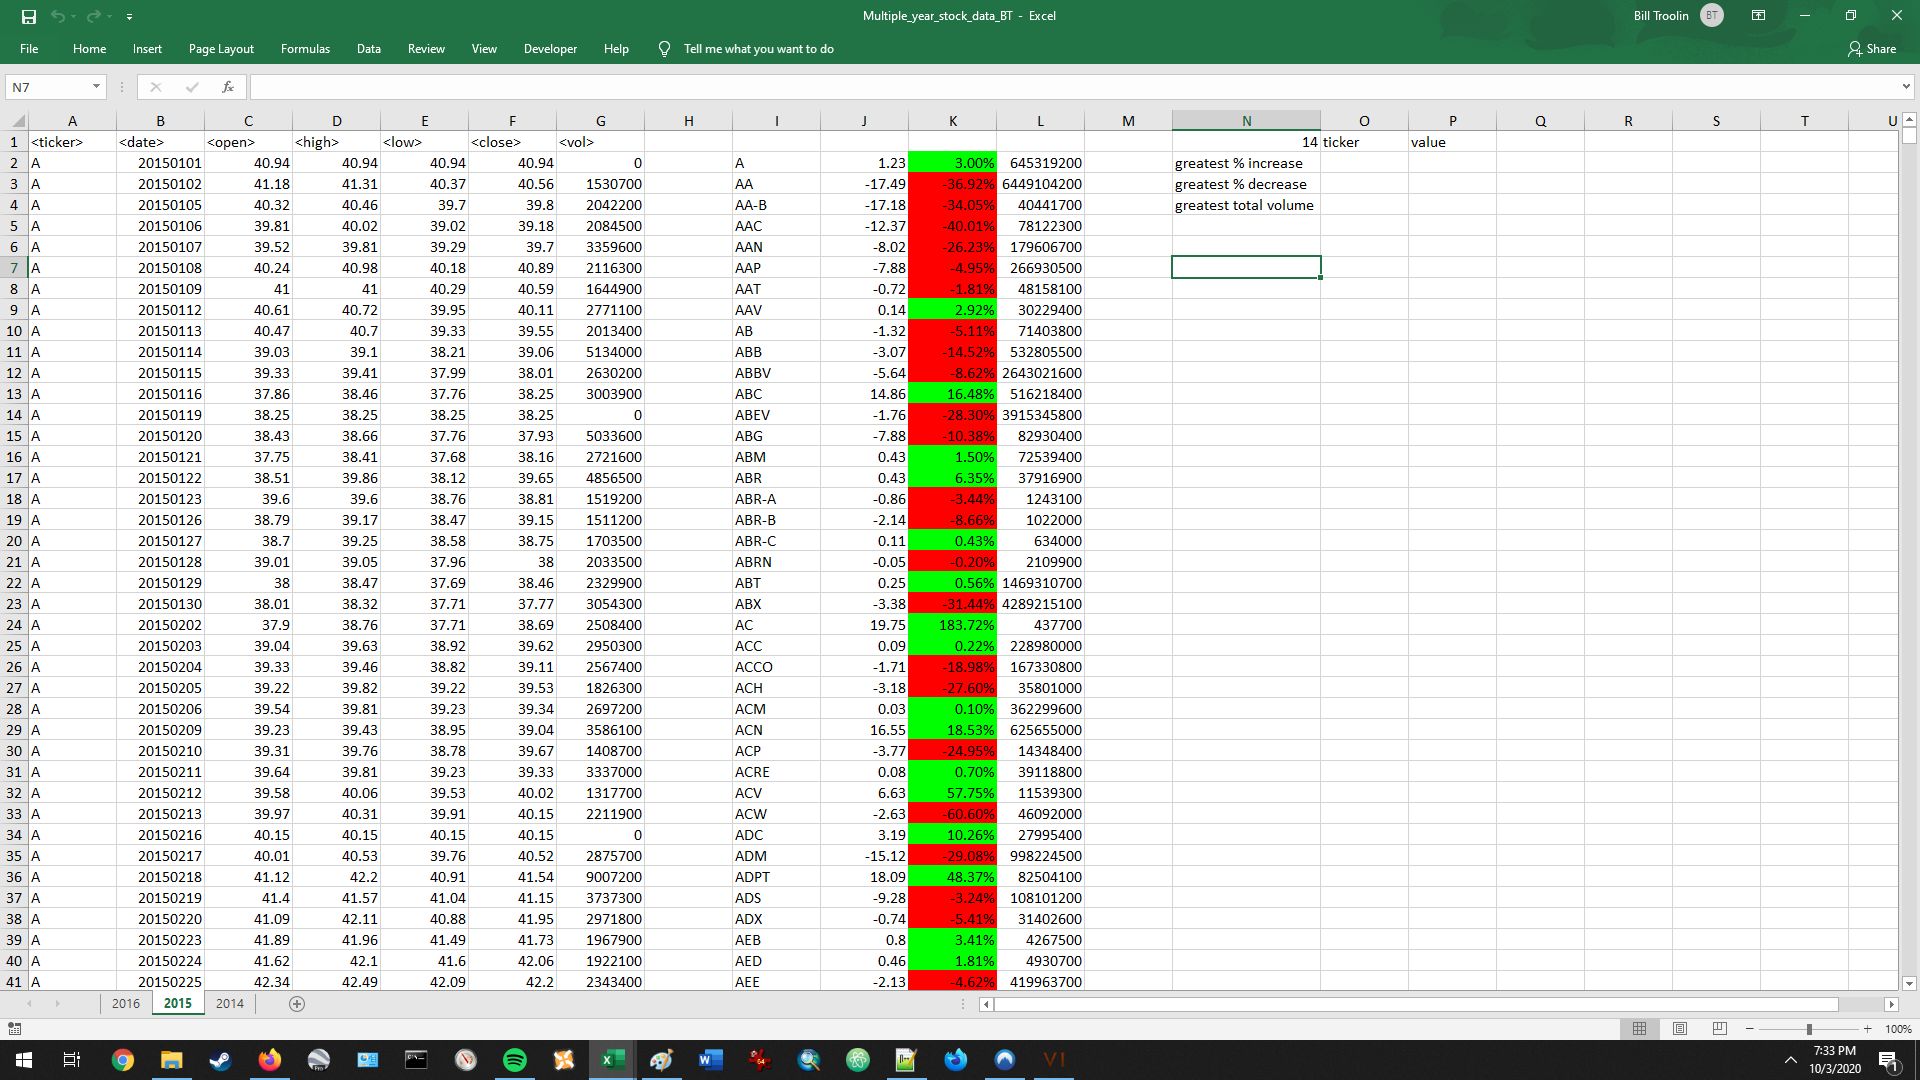 Multiple_year_stock_data_BT - Excel
Bill Troolin BT
File Home Insert Page Layout Formulas Data Review View Developer Help Tell me what you want to do Share
N7 fx
A B C D E F G H I J K L M N O P Q R S T U
1 <ticker> <date> <open> <high> <low> <close> <vol> 14 ticker value
2 A 20150101 40.94 40.94 40.94 40.94 0 A 1.23 3.00% 645319200 greatest % increase
3 A 20150102 41.18 41.31 40.37 40.56 1530700 AA -17.49 -36.92% 6449104200 greatest % decrease
4 A 20150105 40.32 40.46 39.7 39.8 2042200 AA-B -17.18 -34.05% 40441700 greatest total volume
5 A 20150106 39.81 40.02 39.02 39.18 2084500 AAC -12.37 -40.01% 78122300
6 A 20150107 39.52 39.81 39.29 39.7 3359600 AAN -8.02 -26.23% 179606700
7 A 20150108 40.24 40.98 40.18 40.89 2116300 AAP -7.88 -4.95% 266930500
8 A 20150109 41 41 40.29 40.59 1644900 AAT -0.72 -1.81% 48158100
9 A 20150112 40.61 40.72 39.95 40.11 2771100 AAV 0.14 2.92% 30229400
10 A 20150113 40.47 40.7 39.33 39.55 2013400 AB -1.32 -5.11% 71403800
11 A 20150114 39.03 39.1 38.21 39.06 5134000 ABB -3.07 -14.52% 532805500
12 A 20150115 39.33 39.41 37.99 38.01 2630200 ABBV -5.64 -8.62% 2643021600
13 A 20150116 37.86 38.46 37.76 38.25 3003900 ABC 14.86 16.48% 516218400
14 A 20150119 38.25 38.25 38.25 38.25 0 ABEV -1.76 -28.30% 3915345800
15 A 20150120 38.43 38.66 37.76 37.93 5033600 ABG -7.88 -10.38% 82930400
16 A 20150121 37.75 38.41 37.68 38.16 2721600 ABM 0.43 1.50% 72539400
17 A 20150122 38.51 39.86 38.12 39.65 4856500 ABR 0.43 6.35% 37916900
18 A 20150123 39.6 39.6 38.76 38.81 1519200 ABR-A -0.86 -3.44% 1243100
19 A 20150126 38.79 39.17 38.47 39.15 1511200 ABR-B -2.14 -8.66% 1022000
20 A 20150127 38.7 39.25 38.58 38.75 1703500 ABR-C 0.11 0.43% 634000
21 A 20150128 39.01 39.05 37.96 38 2033500 ABRN -0.05 -0.20% 2109900
22 A 20150129 38 38.47 37.69 38.46 2329900 ABT 0.25 0.56% 1469310700
23 A 20150130 38.01 38.32 37.71 37.77 3054300 ABX -3.38 -31.44% 4289215100
24 A 20150202 37.9 38.76 37.71 38.69 2508400 AC 19.75 183.72% 437700
25 A 20150203 39.04 39.63 38.92 39.62 2950300 ACC 0.09 0.22% 228980000
26 A 20150204 39.33 39.46 38.82 39.11 2567400 ACCO -1.71 -18.98% 167330800
27 A 20150205 39.22 39.82 39.22 39.53 1826300 ACH -3.18 -27.60% 35801000
28 A 20150206 39.54 39.81 39.23 39.34 2697200 ACM 0.03 0.10% 362299600
29 A 20150209 39.23 39.43 38.95 39.04 3586100 ACN 16.55 18.53% 625655000
30 A 20150210 39.31 39.76 38.78 39.67 1408700 ACP -3.77 -24.95% 14348400
31 A 20150211 39.64 39.81 39.23 39.33 3337000 ACRE 0.08 0.70% 39118800
32 A 20150212 39.58 40.06 39.53 40.02 1317700 ACV 6.63 57.75% 11539300
33 A 20150213 39.97 40.31 39.91 40.15 2211900 ACW -2.63 -60.60% 46092000
34 A 20150216 40.15 40.15 40.15 40.15 0 ADC 3.19 10.26% 27995400
35 A 20150217 40.01 40.53 39.76 40.52 2875700 ADM -15.12 -29.08% 998224500
36 A 20150218 41.12 42.2 40.91 41.54 9007200 ADPT 18.09 48.37% 82504100
37 A 20150219 41.4 41.57 41.04 41.15 3737300 ADS -9.28 -3.24% 108101200
38 A 20150220 41.09 42.11 40.88 41.95 2971800 ADX -0.74 -5.41% 31402600
39 A 20150223 41.89 41.96 41.49 41.73 1967900 AEB 0.8 3.41% 4267500
40 A 20150224 41.62 42.1 41.6 42.06 1922100 AED 0.46 1.81% 4930700
41 A 20150225 42.34 42.49 42.09 42.2 2343400 AEE -2.13 -4.62% 419963700
2016 2015 2014
100%
7:33 PM
10/3/2020